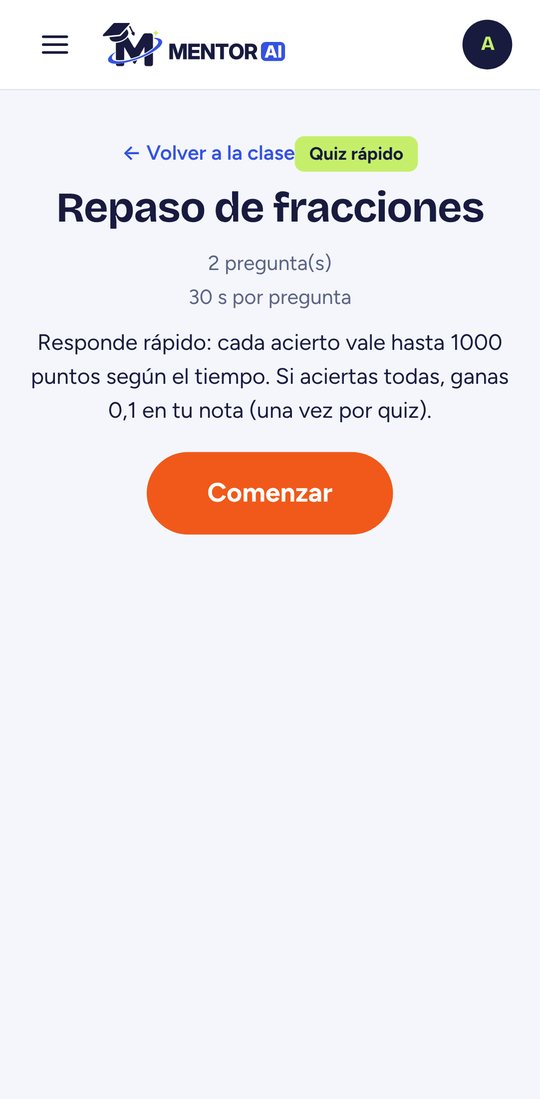 M MENTOR AI
A
← Volver a la clase Quiz rápido
Repaso de fracciones
2 pregunta(s)
30 s por pregunta
Responde rápido: cada acierto vale hasta 1000
puntos según el tiempo. Si aciertas todas, ganas
0,1 en tu nota (una vez por quiz).
Comenzar